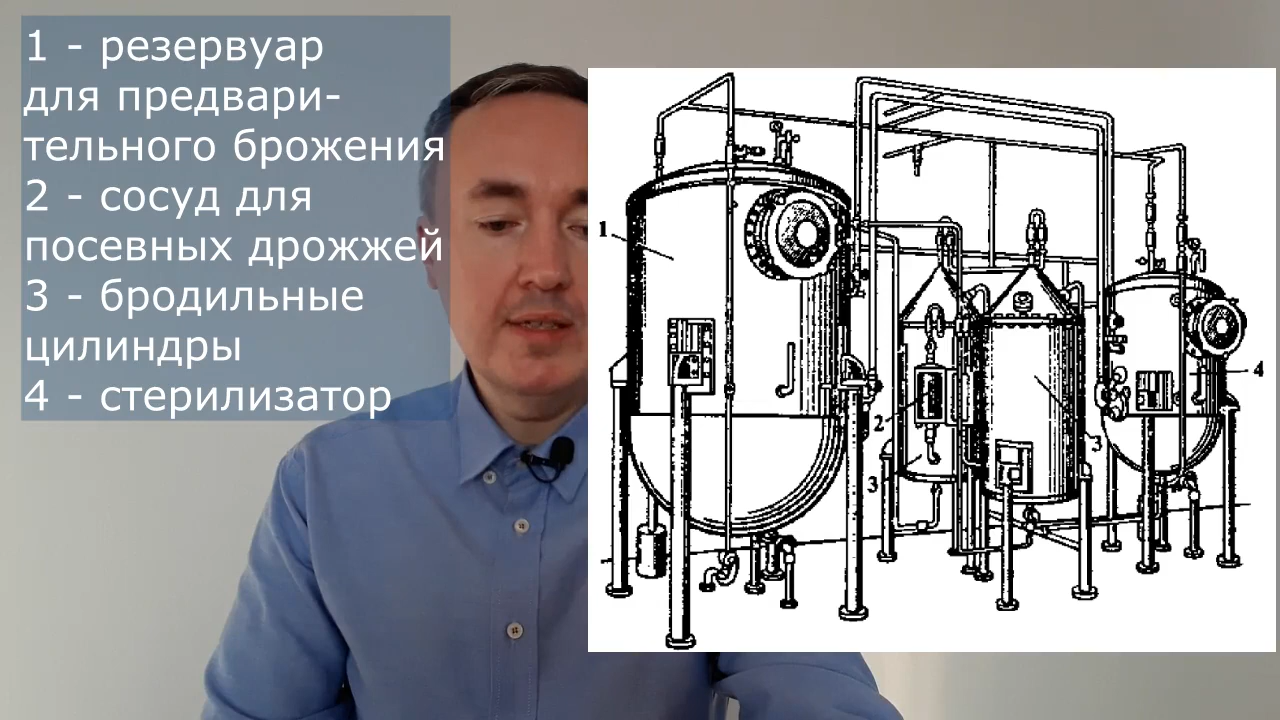 1 - резервуар
для предвари-
тельного брожения
2 - сосуд для
посевных дрожжей
3 - бродильные
цилиндры
4 - стерилизатор
1
2
3
3
4